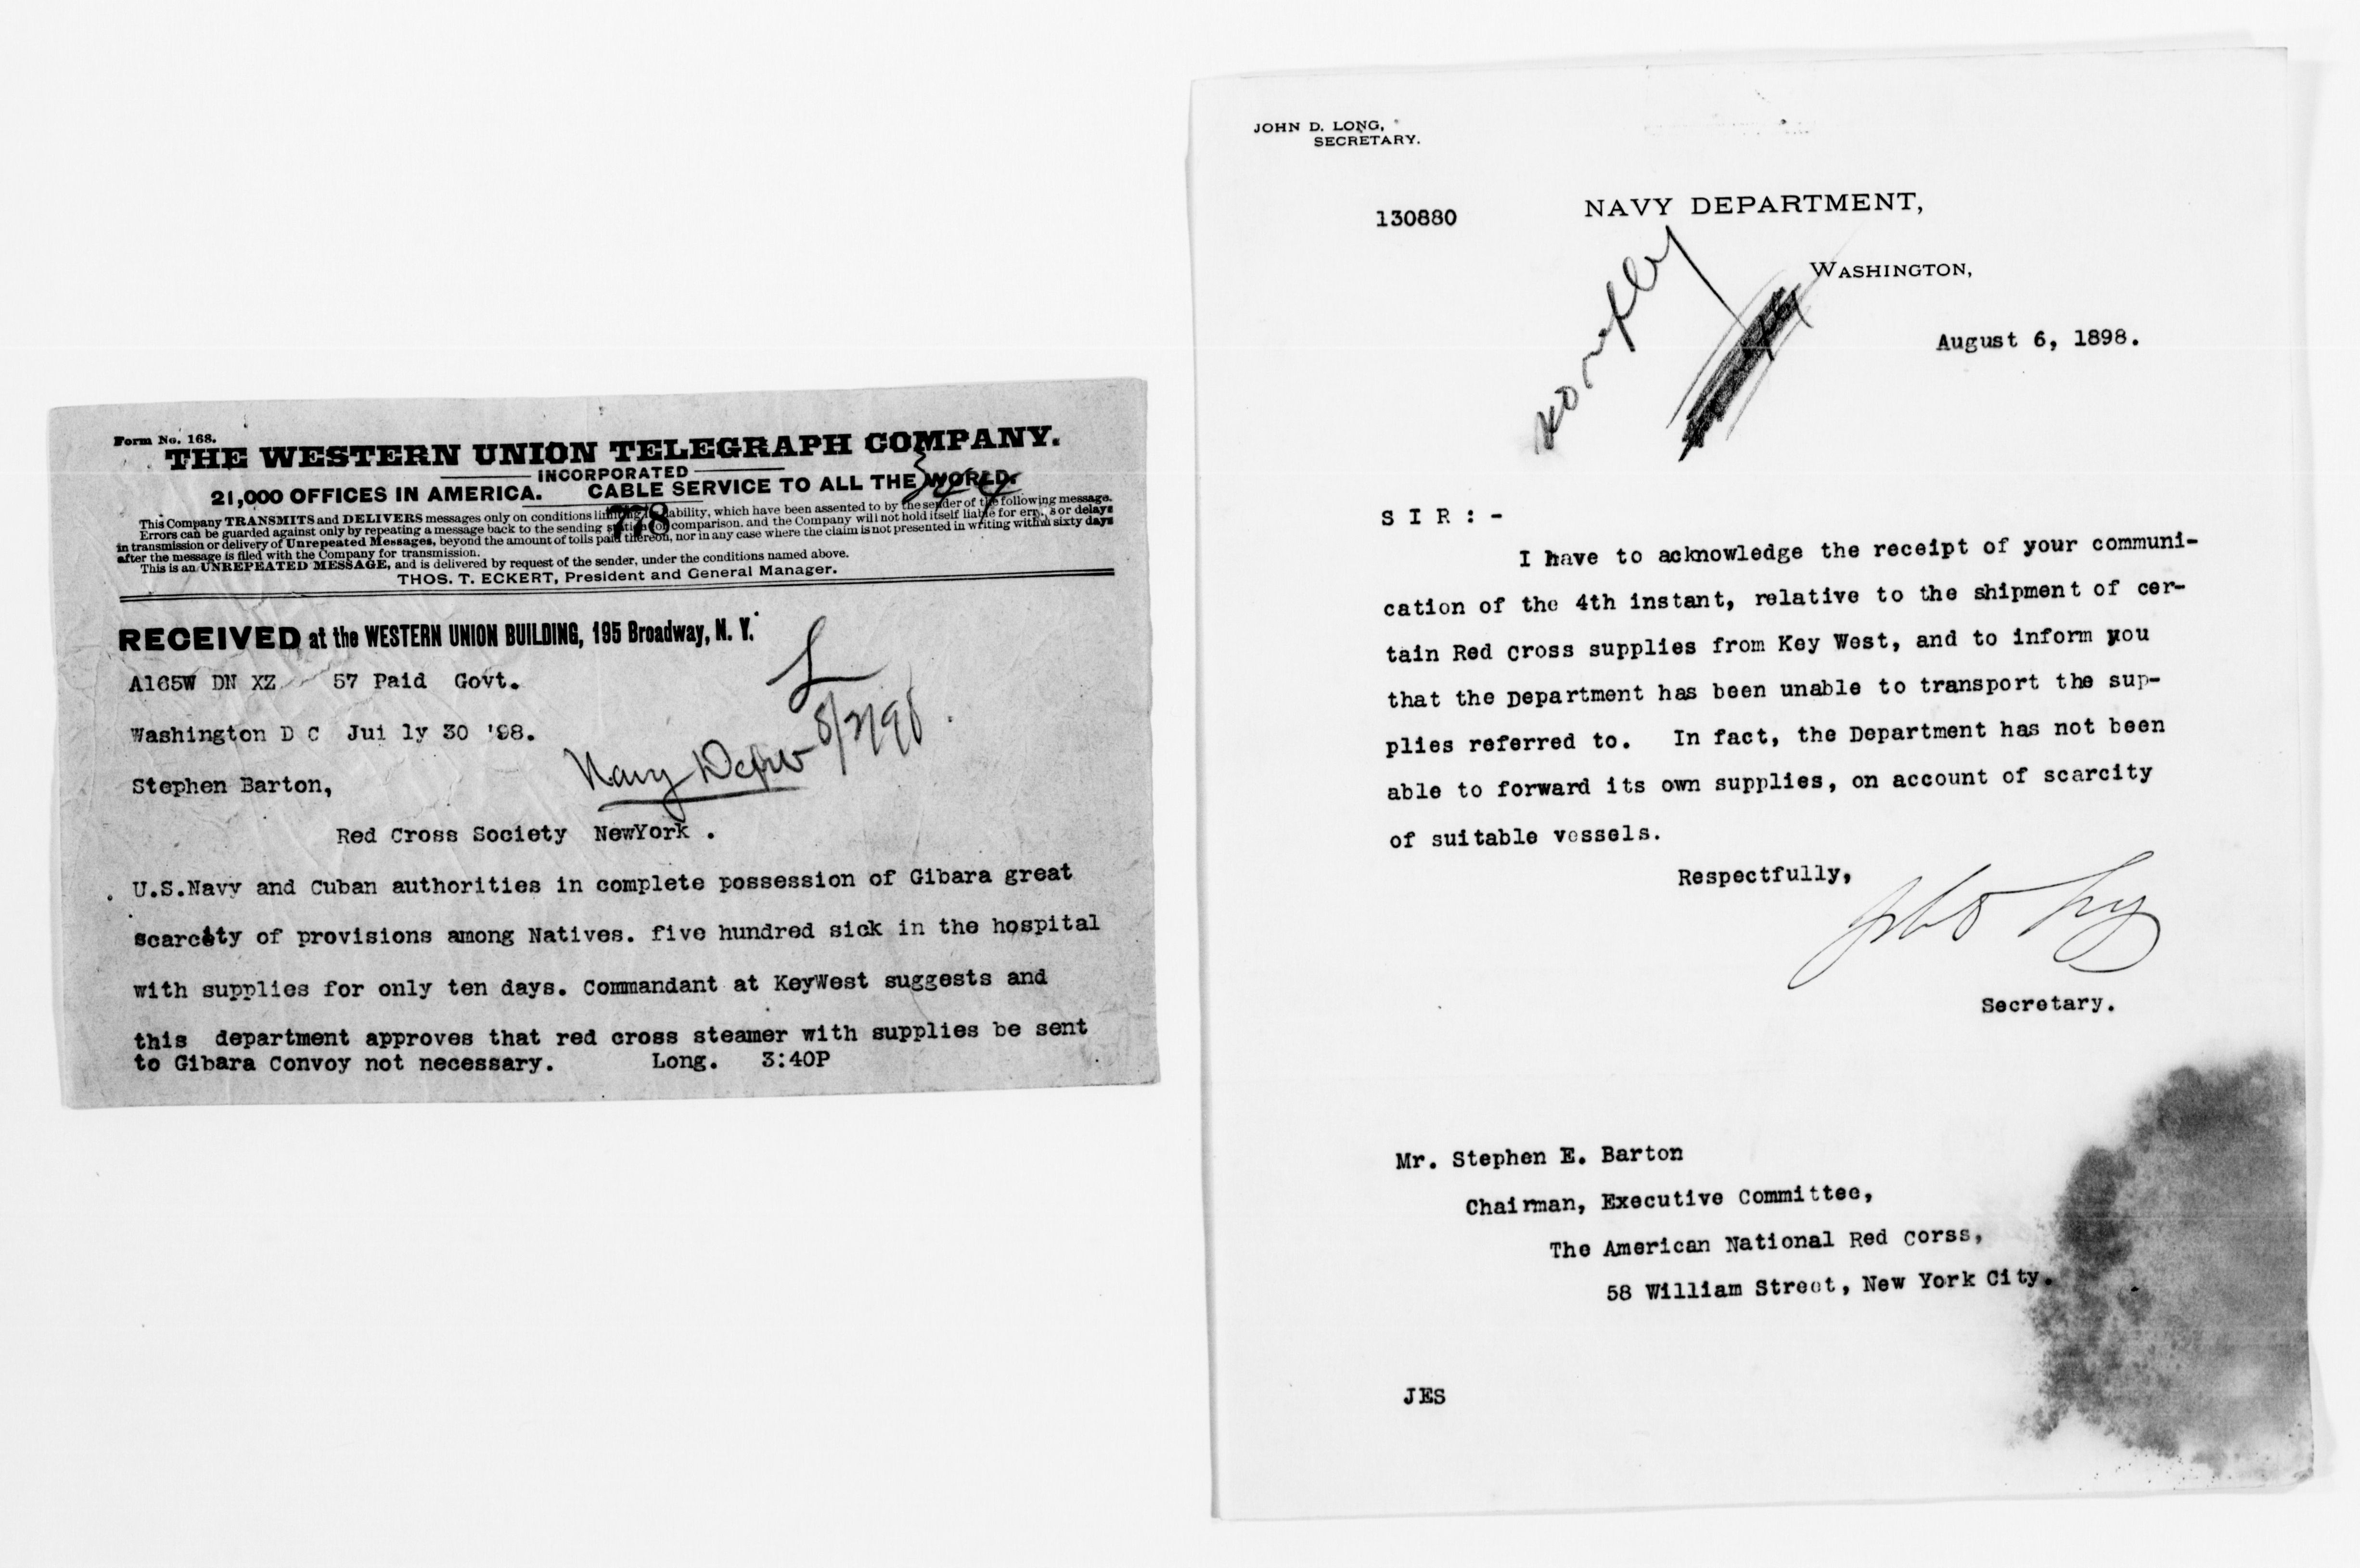 Form No. 168.
THE WESTERN UNION TELEGRAPH COMPANY.
INCORPORATED
21,000 OFFICES IN AMERICA. CABLE SERVICE TO ALL THE WORLD.
This Company TRANSMITS and DELIVERS messages only on conditions limiting its liability, which have been assented to by the sender of the following message.
Errors can be guarded against only by repeating a message back to the sending station for comparison, and the Company will not hold itself liable for errors or delays
in transmission or delivery of Unrepeated Messages, beyond the amount of tolls paid thereon, nor in any case where the claim is not presented in writing within sixty days
after the message is filed with the Company for transmission.
This is an UNREPEATED MESSAGE, and is delivered by request of the sender, under the conditions named above.
THOS. T. ECKERT, President and General Manager.
778
RECEIVED at the WESTERN UNION BUILDING, 195 Broadway, N. Y.
A165W DN XZ 57 Paid Govt.
Washington D C Jui ly 30 '98.
Navy Dept 8/2/98.
Stephen Barton,
Red Cross Society NewYork .
U.S.Navy and Cuban authorities in complete possession of Gibara great
scarcity of provisions among Natives. five hundred sick in the hospital
with supplies for only ten days. Commandant at KeyWest suggests and
this department approves that red cross steamer with supplies be sent
to Gibara Convoy not necessary. Long. 3:40P
JOHN D. LONG,
SECRETARY.
130880
NAVY DEPARTMENT,
WASHINGTON,
August 6, 1898.
S I R : -
I have to acknowledge the receipt of your communi-
cation of the 4th instant, relative to the shipment of cer-
tain Red Cross supplies from Key West, and to inform you
that the Department has been unable to transport the sup-
plies referred to. In fact, the Department has not been
able to forward its own supplies, on account of scarcity
of suitable vessels.
Respectfully,
Secretary.
Mr. Stephen E. Barton
Chairman, Executive Committee,
The American National Red Corss,
58 William Street, New York City.
JES